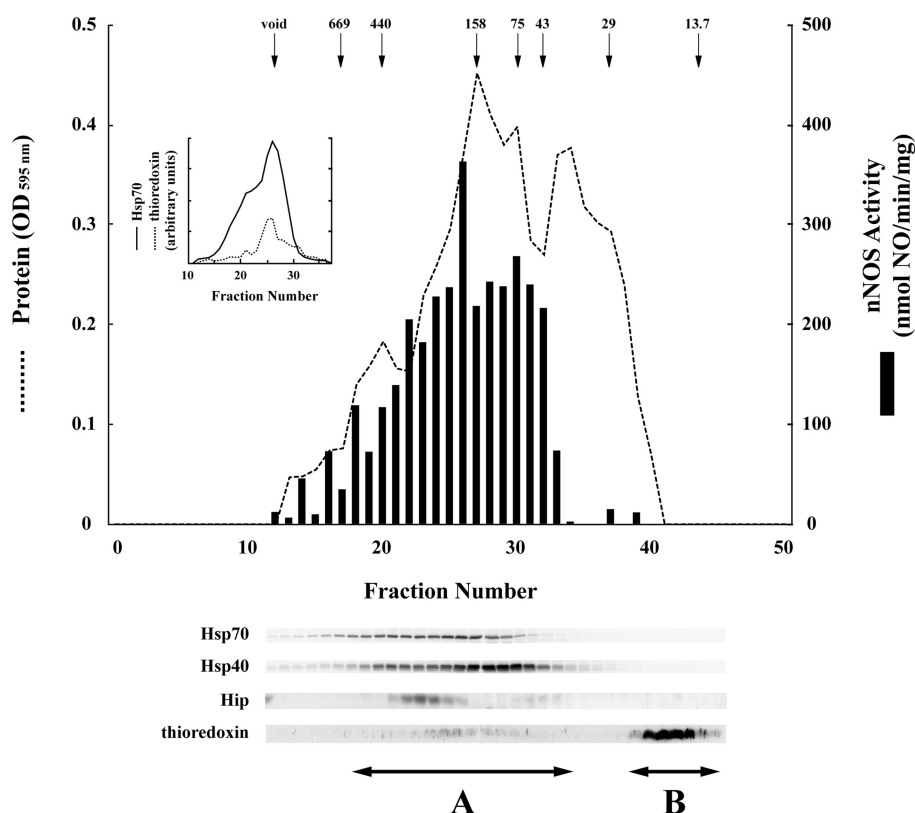 void 669 440 158 75 43 29 13.7
0.5
0.4
0.3
0.2
0.1
0
Protein (OD 595 nm)
500
400
300
200
100
0
nNOS Activity
(nmol NO/min/mg)
Hsp70
thioredoxin
(arbitrary units)
10 20 30
Fraction Number
0 10 20 30 40 50
Fraction Number
Hsp70
Hsp40
Hip
thioredoxin
A B